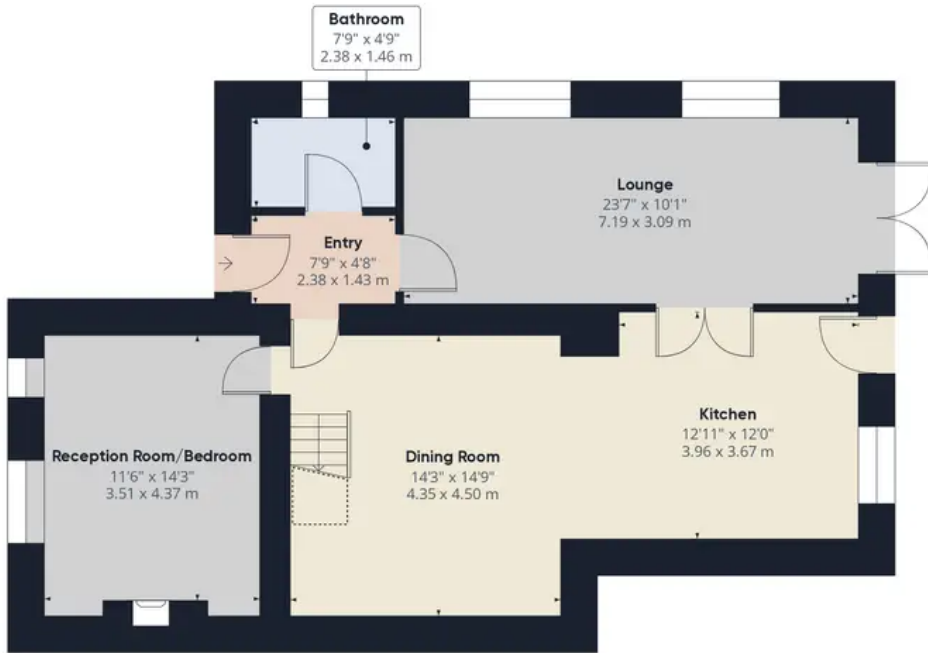 Bathroom
7'9" x 4'9"
2.38 x 1.46 m
Lounge
23'7" x 10'1"
7.19 x 3.09 m
Entry
7'9" x 4'8"
2.38 x 1.43 m
Kitchen
12'11" x 12'0"
3.96 x 3.67 m
Reception Room/Bedroom
11'6" x 14'3"
3.51 x 4.37 m
Dining Room
14'3" x 14'9"
4.35 x 4.50 m